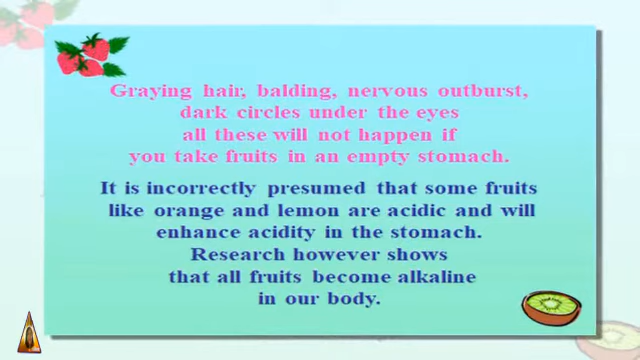 Graying hair, balding, nervous outburst,
dark circles under the eyes
all these will not happen if
you take fruits in an empty stomach.
It is incorrectly presumed that some fruits
like orange and lemon are acidic and will
enhance acidity in the stomach.
Research however shows
that all fruits become alkaline
in our body.